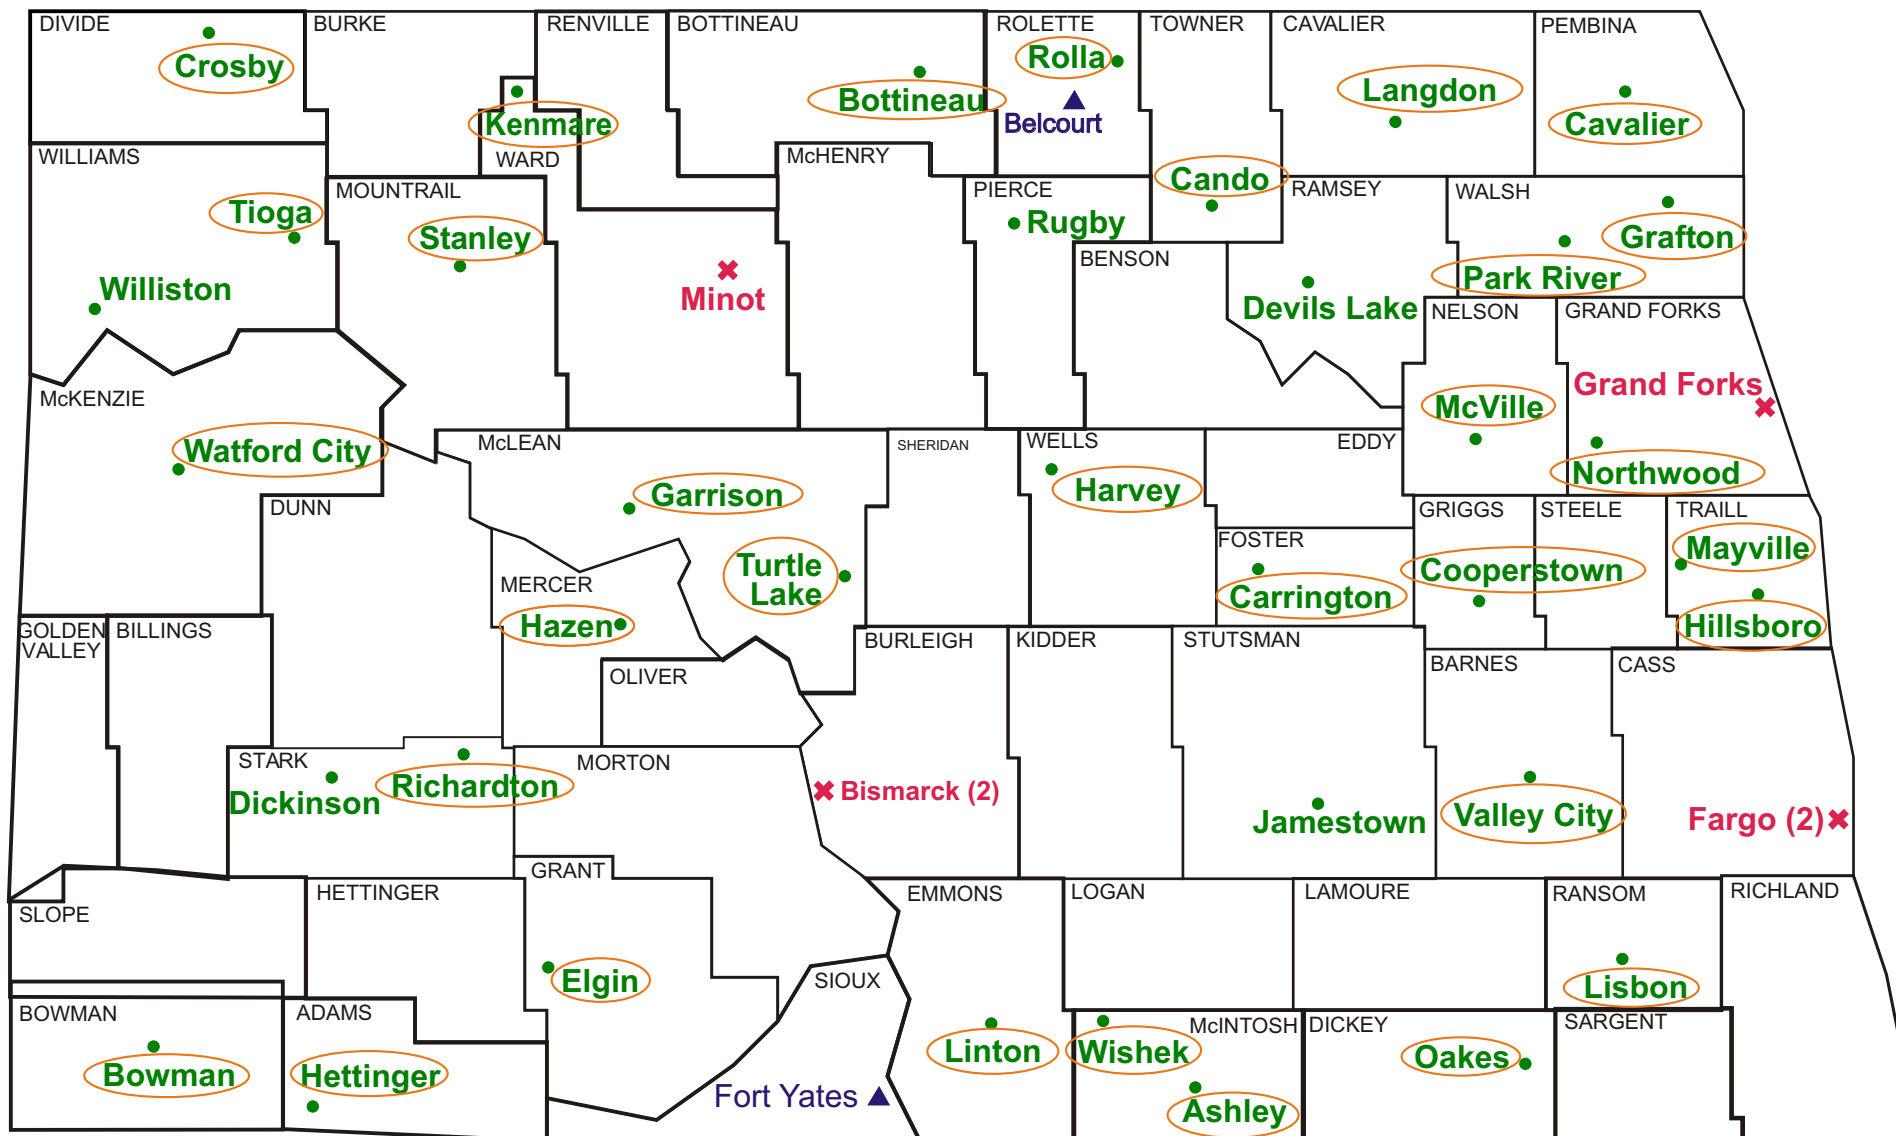 DIVIDE
BURKE
RENVILLE
BOTTINEAU
ROLETTE
TOWNER
CAVALIER
PEMBINA
Crosby
Kenmare
Bottineau
Rolla
Belcourt
Langdon
Cavalier
WILLIAMS
WARD
McHENRY
MOUNTRAIL
PIERCE
Cando
RAMSEY
WALSH
Tioga
Stanley
Rugby
Grafton
BENSON
Park River
Williston
Minot
Devils Lake
NELSON
GRAND FORKS
McKENZIE
Grand Forks
McVille
Watford City
McLEAN
SHERIDAN
WELLS
EDDY
Northwood
Garrison
Harvey
DUNN
GRIGGS
STEELE
TRAILL
FOSTER
Mayville
Turtle
Lake
Cooperstown
MERCER
Carrington
Hazen
Hillsboro
GOLDEN
VALLEY
BILLINGS
BURLEIGH
KIDDER
STUTSMAN
BARNES
CASS
OLIVER
STARK
MORTON
Richardton
Dickinson
Bismarck (2)
Jamestown
Valley City
Fargo (2)
GRANT
HETTINGER
EMMONS
LOGAN
LAMOURE
RANSOM
RICHLAND
SLOPE
Elgin
SIOUX
Lisbon
BOWMAN
ADAMS
McINTOSH
DICKEY
SARGENT
Linton
Wishek
Oakes
Bowman
Hettinger
Fort Yates
Ashley